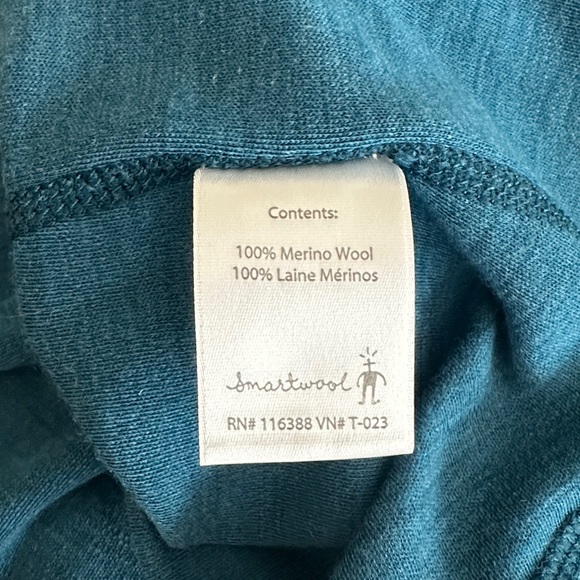 Contents:
100% Merino Wool
100% Laine Mérinos
Smartwool
RN# 116388 VN# T-023